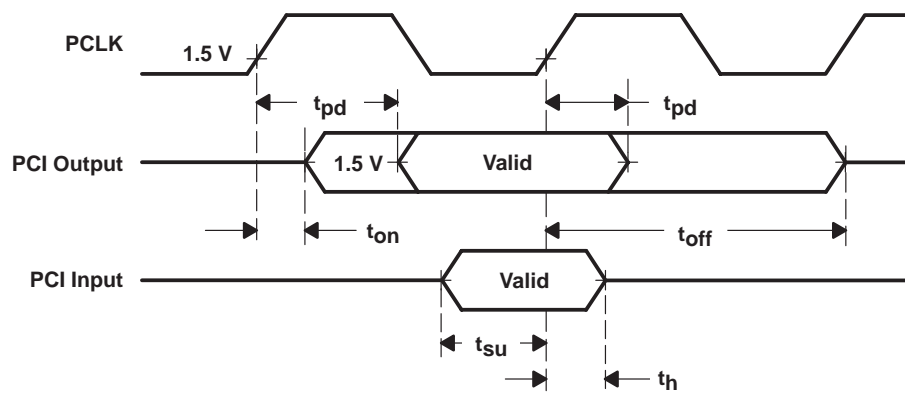 PCLK
1.5 V
tpd
tpd
PCI Output
1.5 V
Valid
ton
toff
PCI Input
Valid
tsu
th